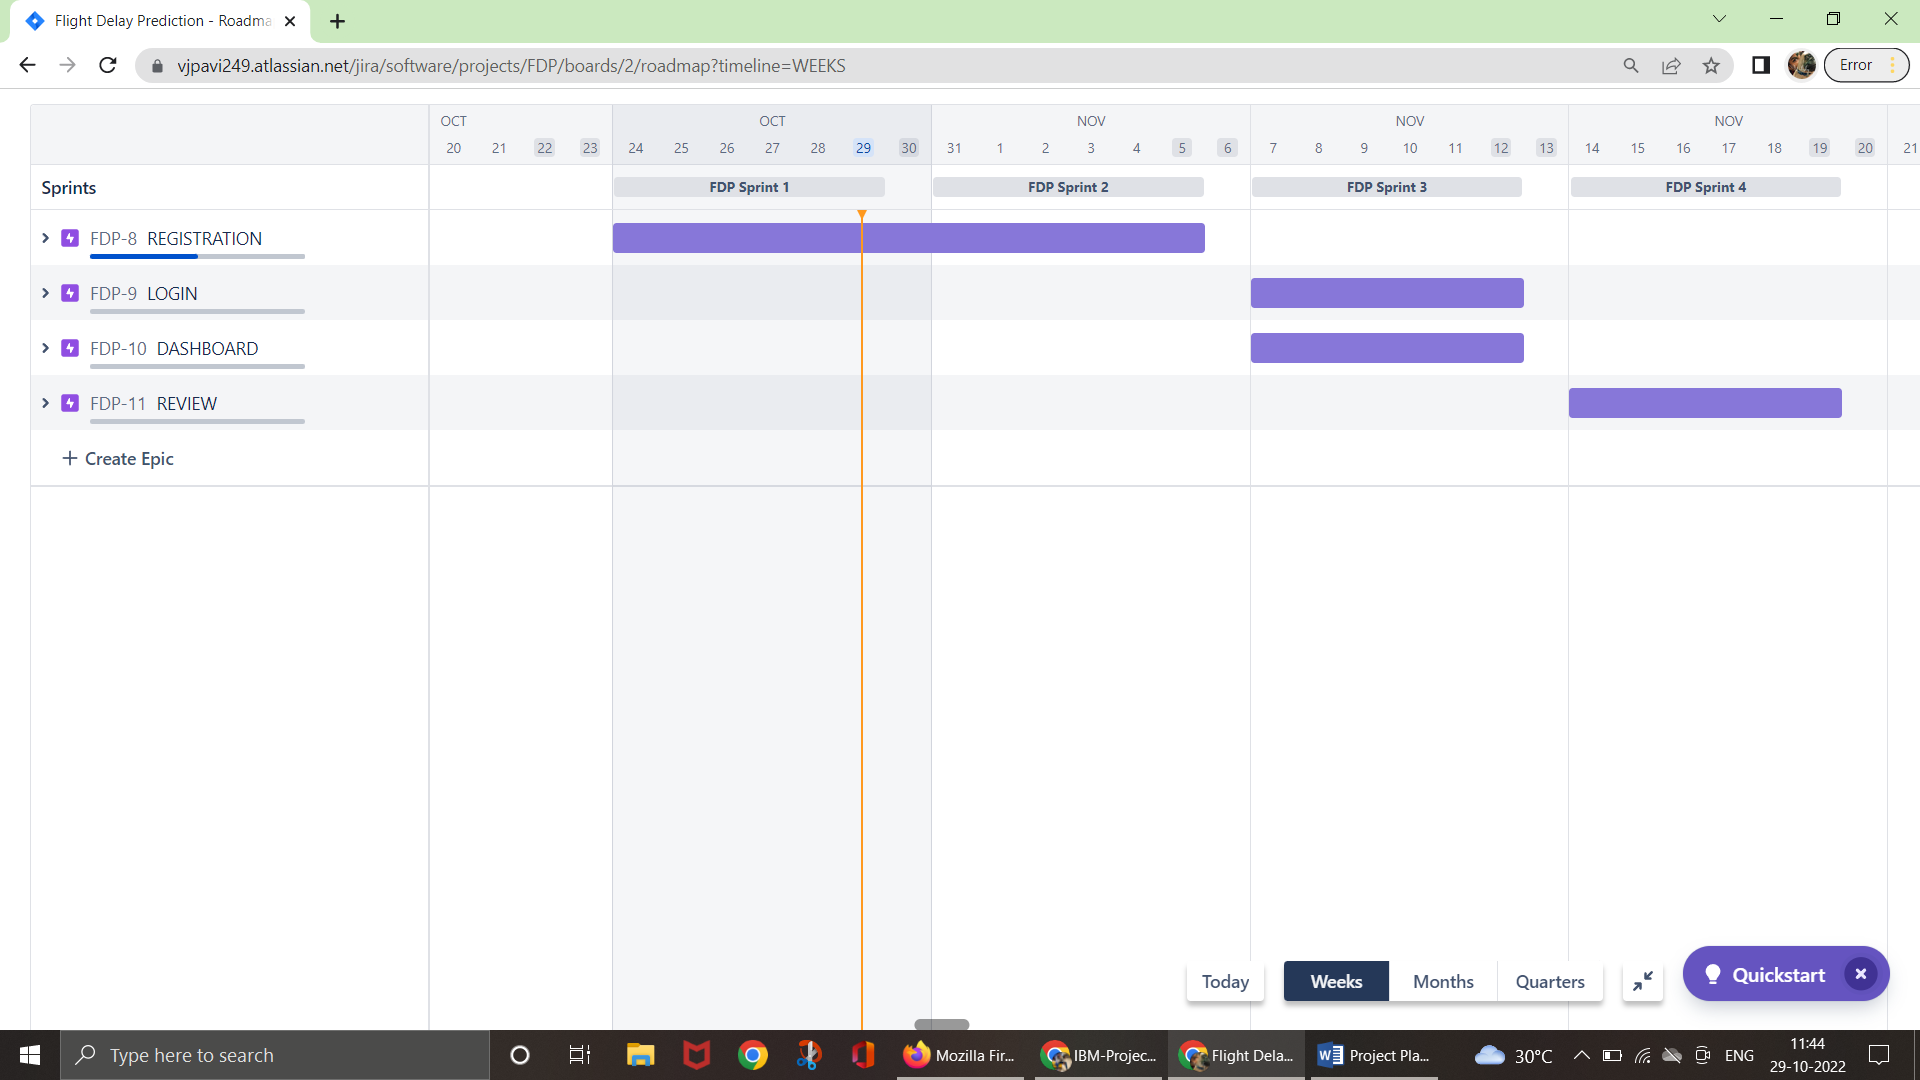 Flight Delay Prediction - Roadma
vjpavi249.atlassian.net/jira/software/projects/FDP/boards/2/roadmap?timeline=WEEKS
Error
OCT OCT NOV NOV NOV
20 21 22 23 24 25 26 27 28 29 30 31 1 2 3 4 5 6 7 8 9 10 11 12 13 14 15 16 17 18 19 20 21
Sprints FDP Sprint 1 FDP Sprint 2 FDP Sprint 3 FDP Sprint 4
FDP-8 REGISTRATION
FDP-9 LOGIN
FDP-10 DASHBOARD
FDP-11 REVIEW
+ Create Epic
Today Weeks Months Quarters Quickstart
Type here to search Mozilla Fir... IBM-Projec... Flight Dela... Project Pla... 30°C ENG 11:44
29-10-2022